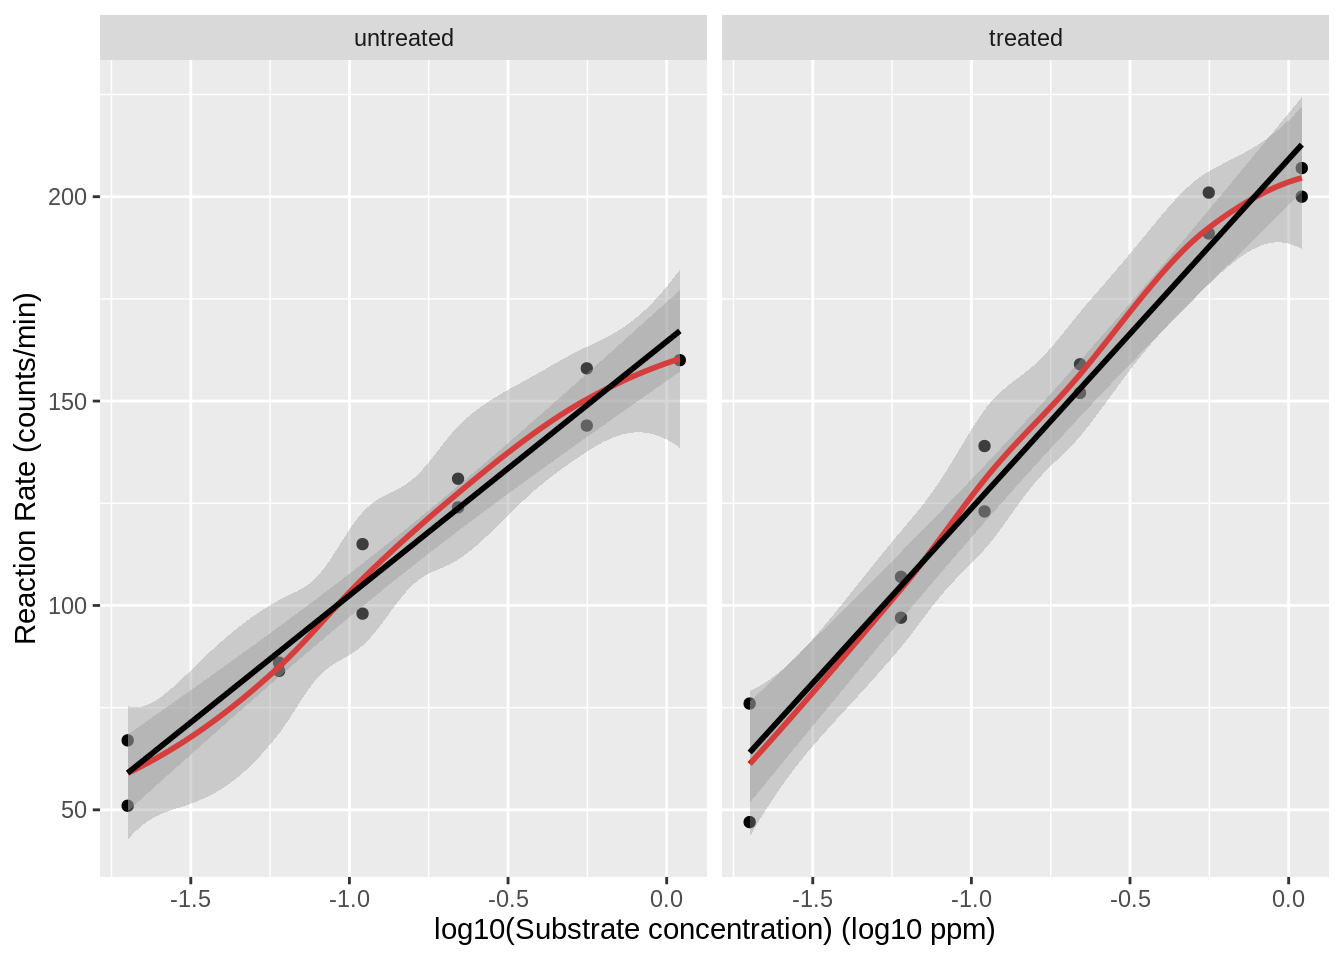 untreated
treated
Reaction Rate (counts/min)
200
150
100
50
-1.5 -1.0 -0.5 0.0
-1.5 -1.0 -0.5 0.0
log10(Substrate concentration) (log10 ppm)